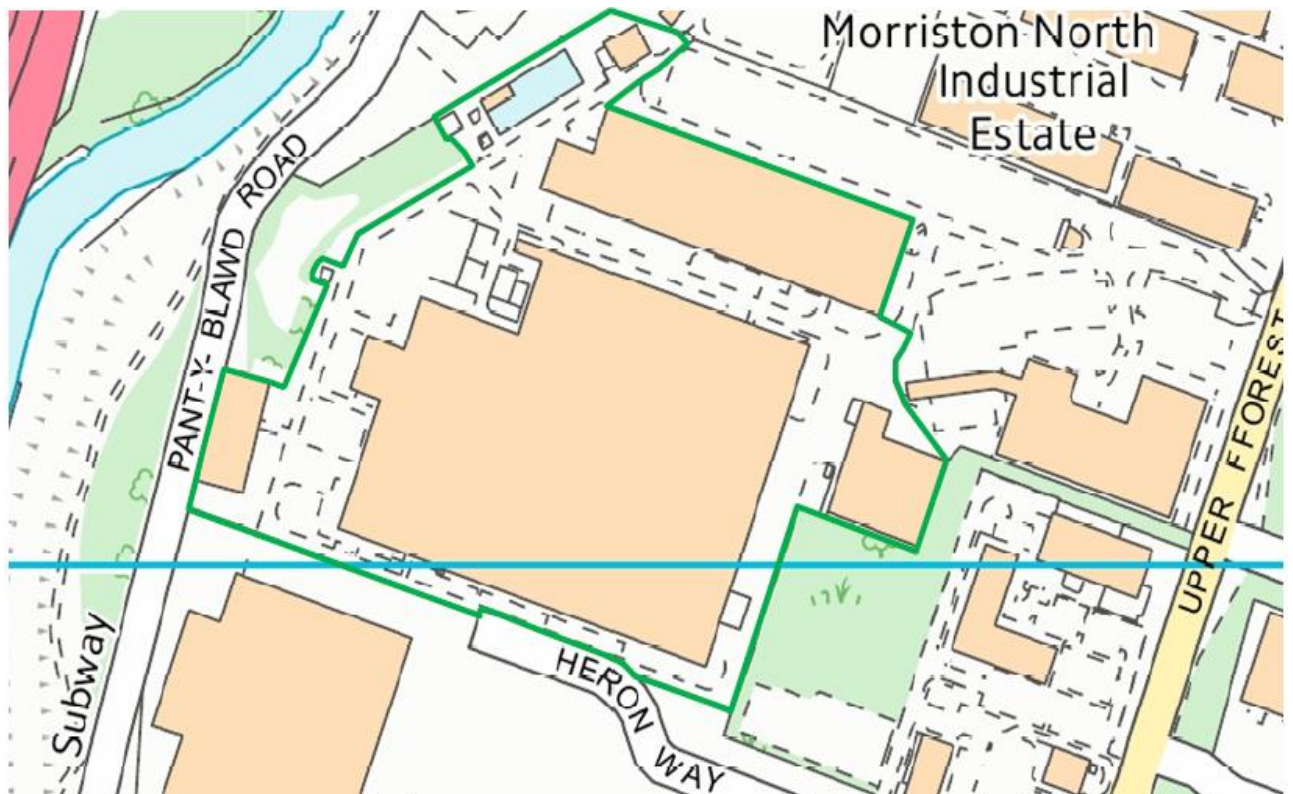 Morriston North
Industrial
Estate
PANT-Y- BLAWD ROAD
UPPER FFOREST
Subway
HERON WAY